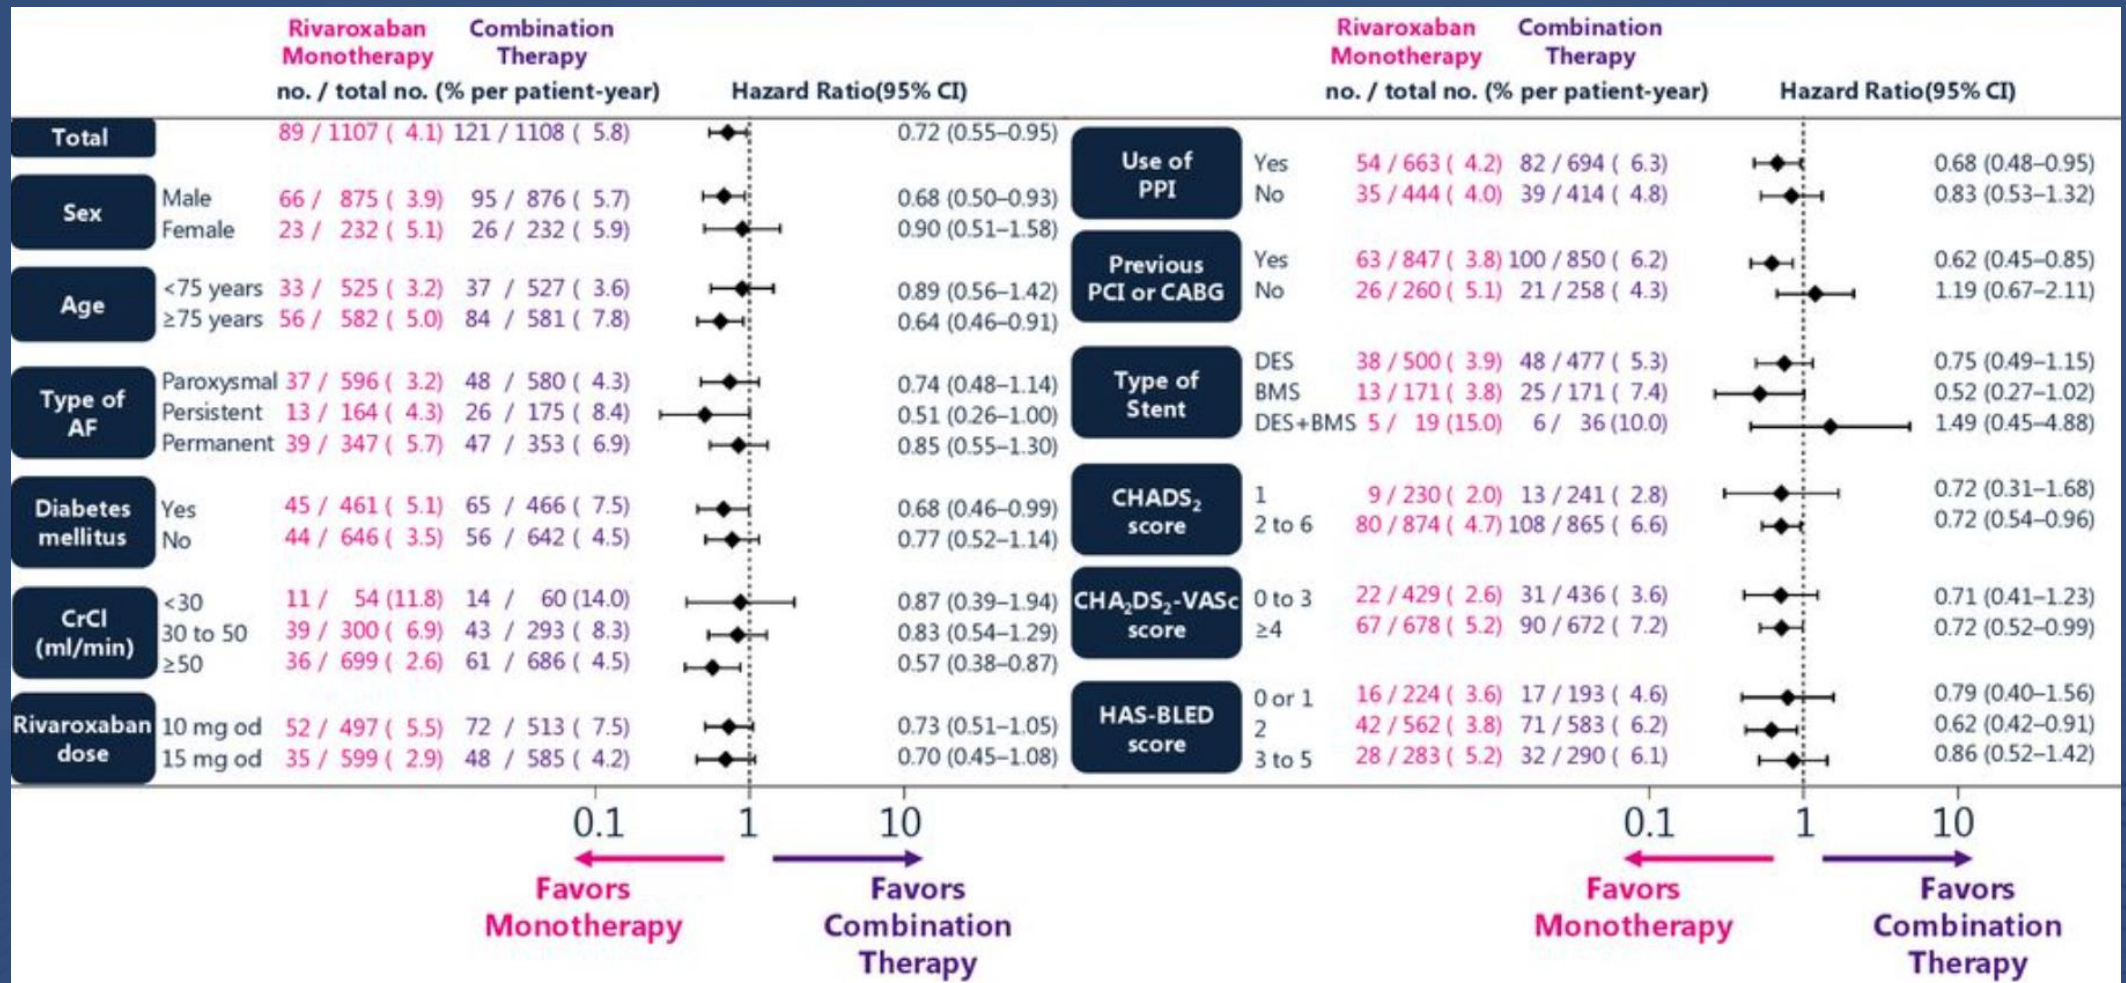 Rivaroxaban Monotherapy
Combination Therapy
no. / total no. (% per patient-year)
Hazard Ratio(95% CI)
Total 89 / 1107 ( 4.1) 121 / 1108 ( 5.8) 0.72 (0.55–0.95)
Sex
Male 66 / 875 ( 3.9) 95 / 876 ( 5.7) 0.68 (0.50–0.93)
Female 23 / 232 ( 5.1) 26 / 232 ( 5.9) 0.90 (0.51–1.58)
Age
<75 years 33 / 525 ( 3.2) 37 / 527 ( 3.6) 0.89 (0.56–1.42)
≥75 years 56 / 582 ( 5.0) 84 / 581 ( 7.8) 0.64 (0.46–0.91)
Type of AF
Paroxysmal 37 / 596 ( 3.2) 48 / 580 ( 4.3) 0.74 (0.48–1.14)
Persistent 13 / 164 ( 4.3) 26 / 175 ( 8.4) 0.51 (0.26–1.00)
Permanent 39 / 347 ( 5.7) 47 / 353 ( 6.9) 0.85 (0.55–1.30)
Diabetes mellitus
Yes 45 / 461 ( 5.1) 65 / 466 ( 7.5) 0.68 (0.46–0.99)
No 44 / 646 ( 3.5) 56 / 642 ( 4.5) 0.77 (0.52–1.14)
CrCl (ml/min)
<30 11 / 54 (11.8) 14 / 60 (14.0) 0.87 (0.39–1.94)
30 to 50 39 / 300 ( 6.9) 43 / 293 ( 8.3) 0.83 (0.54–1.29)
≥50 36 / 699 ( 2.6) 61 / 686 ( 4.5) 0.57 (0.38–0.87)
Rivaroxaban dose
10 mg od 52 / 497 ( 5.5) 72 / 513 ( 7.5) 0.73 (0.51–1.05)
15 mg od 35 / 599 ( 2.9) 48 / 585 ( 4.2) 0.70 (0.45–1.08)
0.1 1 10
Favors Monotherapy
Favors Combination Therapy
Rivaroxaban Monotherapy
Combination Therapy
no. / total no. (% per patient-year)
Hazard Ratio(95% CI)
Use of PPI
Yes 54 / 663 ( 4.2) 82 / 694 ( 6.3) 0.68 (0.48–0.95)
No 35 / 444 ( 4.0) 39 / 414 ( 4.8) 0.83 (0.53–1.32)
Previous PCI or CABG
Yes 63 / 847 ( 3.8) 100 / 850 ( 6.2) 0.62 (0.45–0.85)
No 26 / 260 ( 5.1) 21 / 258 ( 4.3) 1.19 (0.67–2.11)
Type of Stent
DES 38 / 500 ( 3.9) 48 / 477 ( 5.3) 0.75 (0.49–1.15)
BMS 13 / 171 ( 3.8) 25 / 171 ( 7.4) 0.52 (0.27–1.02)
DES+BMS 5 / 19 (15.0) 6 / 36 (10.0) 1.49 (0.45–4.88)
CHADS₂ score
1 9 / 230 ( 2.0) 13 / 241 ( 2.8) 0.72 (0.31–1.68)
2 to 6 80 / 874 ( 4.7) 108 / 865 ( 6.6) 0.72 (0.54–0.96)
CHA₂DS₂-VASc score
0 to 3 22 / 429 ( 2.6) 31 / 436 ( 3.6) 0.71 (0.41–1.23)
≥4 67 / 678 ( 5.2) 90 / 672 ( 7.2) 0.72 (0.52–0.99)
HAS-BLED score
0 or 1 16 / 224 ( 3.6) 17 / 193 ( 4.6) 0.79 (0.40–1.56)
2 42 / 562 ( 3.8) 71 / 583 ( 6.2) 0.62 (0.42–0.91)
3 to 5 28 / 283 ( 5.2) 32 / 290 ( 6.1) 0.86 (0.52–1.42)
0.1 1 10
Favors Monotherapy
Favors Combination Therapy